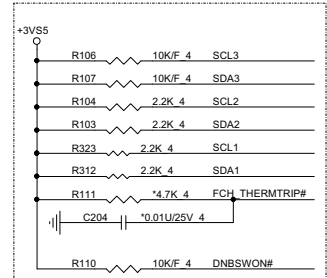 +3VS5
R106 10K/F_4 SCL3
R107 10K/F_4 SDA3
R104 2.2K_4 SCL2
R103 2.2K_4 SDA2
R323 2.2K_4 SCL1
R312 2.2K_4 SDA1
R111 *4.7K_4 FCH_THERMTRIP#
C204 *0.01U/25V_4
R110 10K/F_4 DNBSWON#